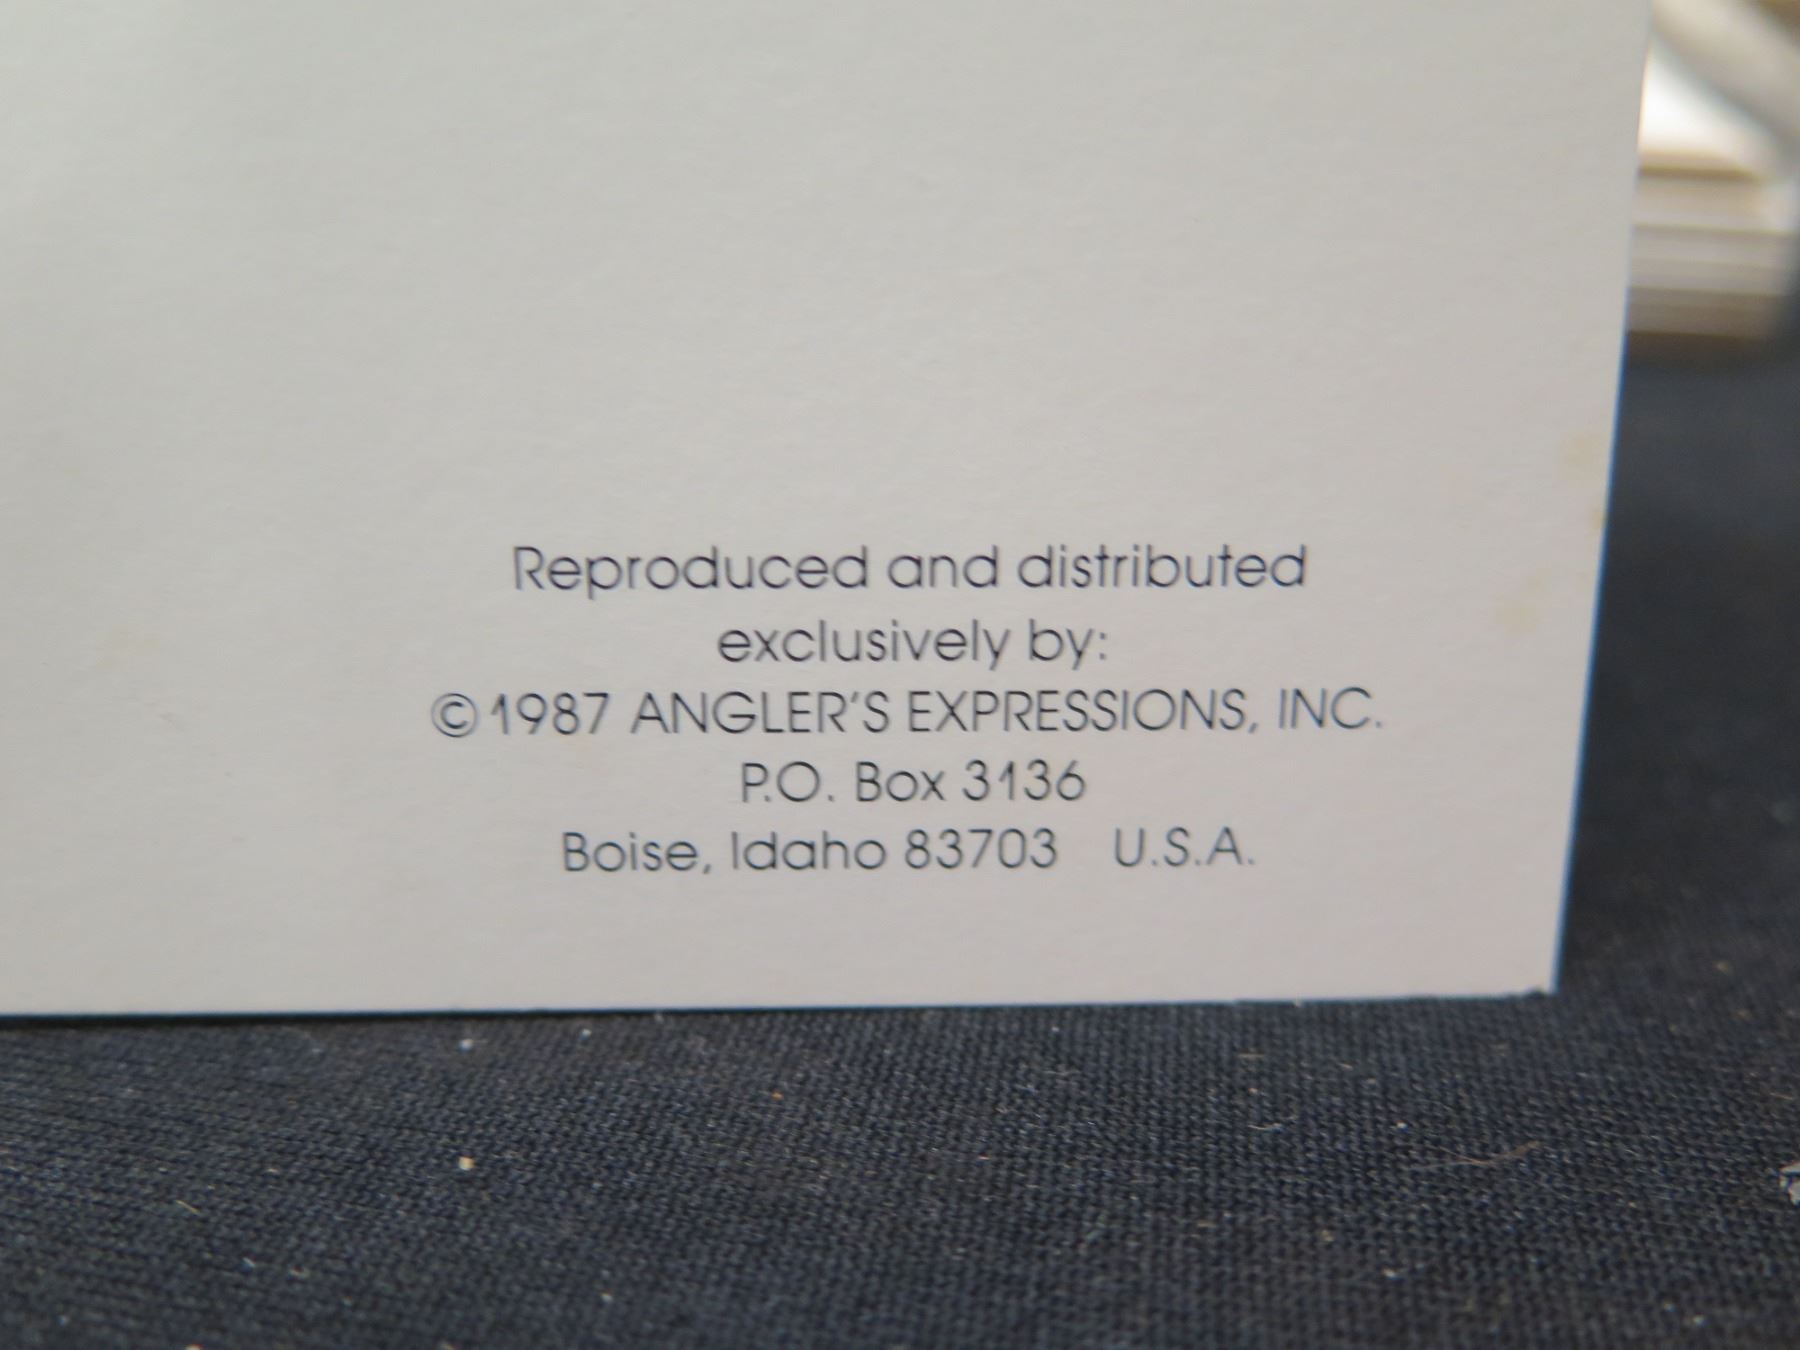 Reproduced and distributed
exclusively by:
©1987 ANGLER'S EXPRESSIONS, INC.
P.O. Box 3136
Boise, Idaho 83703 U.S.A.